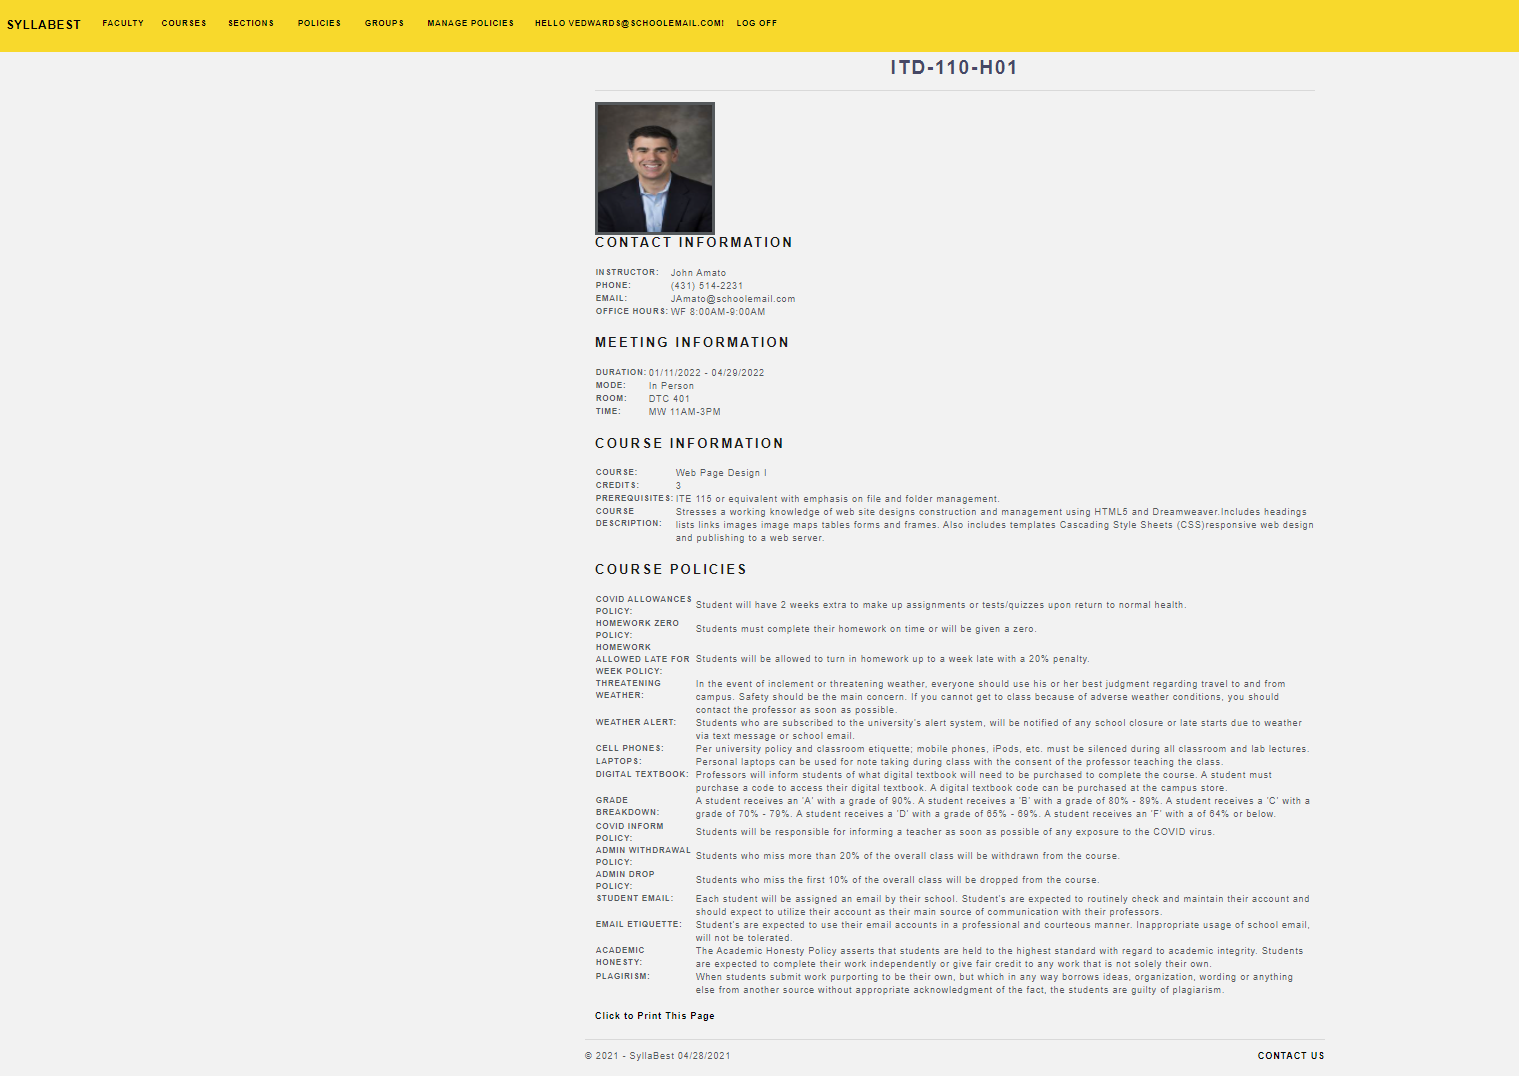 SYLLABEST FACULTY COURSES SECTIONS POLICIES GROUPS MANAGE POLICIES HELLO VEDWARDS@SCHOOLEMAIL.COM! LOG OFF
ITD-110-H01
CONTACT INFORMATION
INSTRUCTOR: John Amato
PHONE: (431) 514-2231
EMAIL: JAmato@schoolemail.com
OFFICE HOURS: WF 8:00AM-9:00AM
MEETING INFORMATION
DURATION: 01/11/2022 - 04/29/2022
MODE: In Person
ROOM: DTC 401
TIME: MW 11AM-3PM
COURSE INFORMATION
COURSE: Web Page Design I
CREDITS: 3
PREREQUISITES: ITE 115 or equivalent with emphasis on file and folder management.
COURSE
DESCRIPTION:
Stresses a working knowledge of web site designs construction and management using HTML5 and Dreamweaver.Includes headings
lists links images image maps tables forms and frames. Also includes templates Cascading Style Sheets (CSS)responsive web design
and publishing to a web server.
COURSE POLICIES
COVID ALLOWANCES
POLICY:
Student will have 2 weeks extra to make up assignments or tests/quizzes upon return to normal health.
HOMEWORK ZERO
POLICY:
Students must complete their homework on time or will be given a zero.
HOMEWORK
ALLOWED LATE FOR
WEEK POLICY:
Students will be allowed to turn in homework up to a week late with a 20% penalty.
THREATENING
WEATHER:
In the event of inclement or threatening weather, everyone should use his or her best judgment regarding travel to and from
campus. Safety should be the main concern. If you cannot get to class because of adverse weather conditions, you should
contact the professor as soon as possible.
WEATHER ALERT: Students who are subscribed to the university's alert system, will be notified of any school closure or late starts due to weather
via text message or school email.
CELL PHONES: Per university policy and classroom etiquette; mobile phones, iPods, etc. must be silenced during all classroom and lab lectures.
LAPTOPS: Personal laptops can be used for note taking during class with the consent of the professor teaching the class.
DIGITAL TEXTBOOK: Professors will inform students of what digital textbook will need to be purchased to complete the course. A student must
purchase a code to access their digital textbook. A digital textbook code can be purchased at the campus store.
GRADE
BREAKDOWN:
A student receives an 'A' with a grade of 90%. A student receives a 'B' with a grade of 80% - 89%. A student receives a 'C' with a
grade of 70% - 79%. A student receives a 'D' with a grade of 65% - 69%. A student receives an 'F' with a of 64% or below.
COVID INFORM
POLICY:
Students will be responsible for informing a teacher as soon as possible of any exposure to the COVID virus.
ADMIN WITHDRAWAL
POLICY:
Students who miss more than 20% of the overall class will be withdrawn from the course.
ADMIN DROP
POLICY:
Students who miss the first 10% of the overall class will be dropped from the course.
STUDENT EMAIL: Each student will be assigned an email by their school. Student's are expected to routinely check and maintain their account and
should expect to utilize their account as their main source of communication with their professors.
EMAIL ETIQUETTE: Student's are expected to use their email accounts in a professional and courteous manner. Inappropriate usage of school email,
will not be tolerated.
ACADEMIC
HONESTY:
The Academic Honesty Policy asserts that students are held to the highest standard with regard to academic integrity. Students
are expected to complete their work independently or give fair credit to any work that is not solely their own.
PLAGIRISM: When students submit work purporting to be their own, but which in any way borrows ideas, organization, wording or anything
else from another source without appropriate acknowledgment of the fact, the students are guilty of plagiarism.
Click to Print This Page
© 2021 - SyllaBest 04/28/2021 CONTACT US